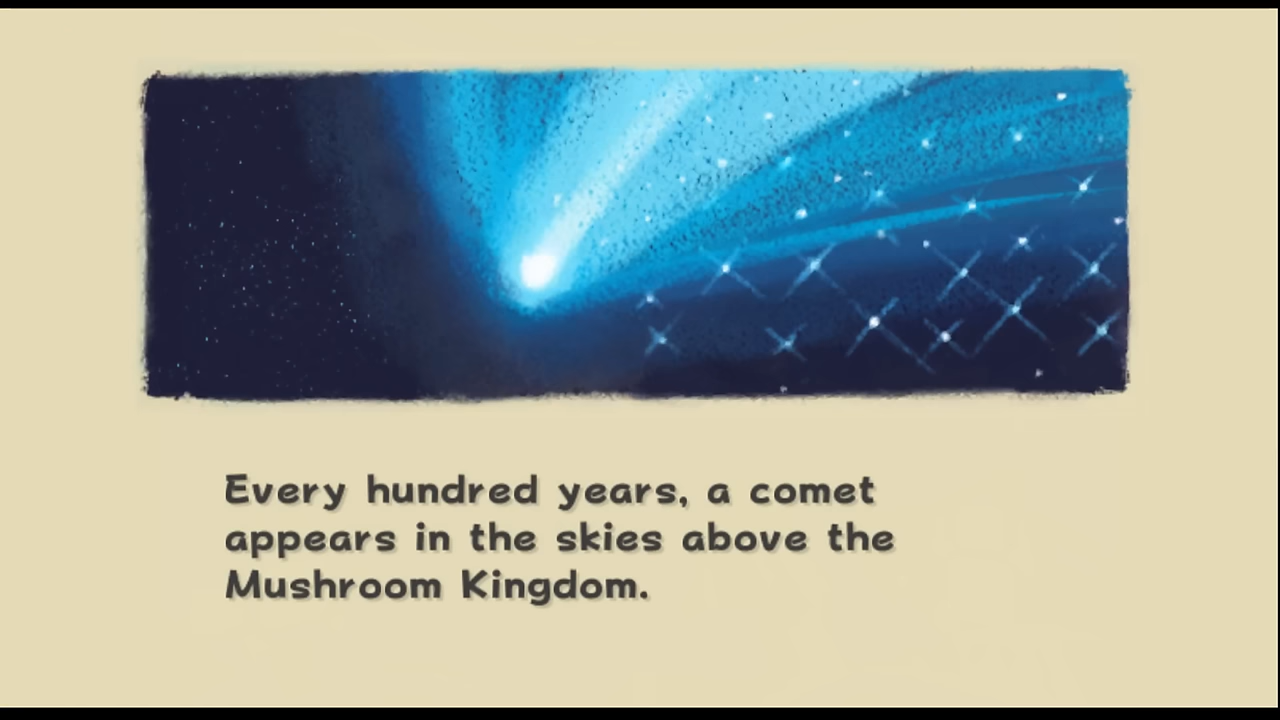 Every hundred years, a comet
appears in the skies above the
Mushroom Kingdom.